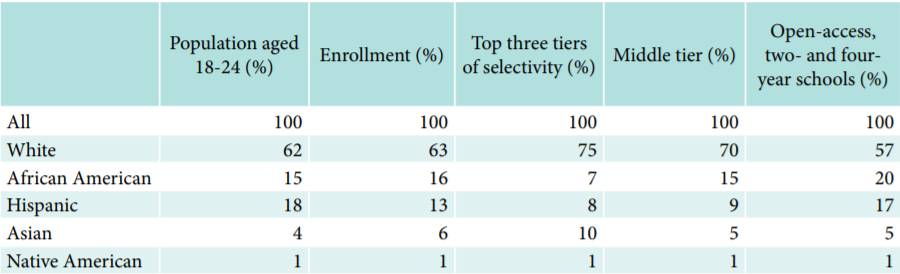 Population aged 18-24 (%) Enrollment (%) Top three tiers of selectivity (%) Middle tier (%) Open-access, two- and four-year schools (%)
All 100 100 100 100 100
White 62 63 75 70 57
African American 15 16 7 15 20
Hispanic 18 13 8 9 17
Asian 4 6 10 5 5
Native American 1 1 1 1 1